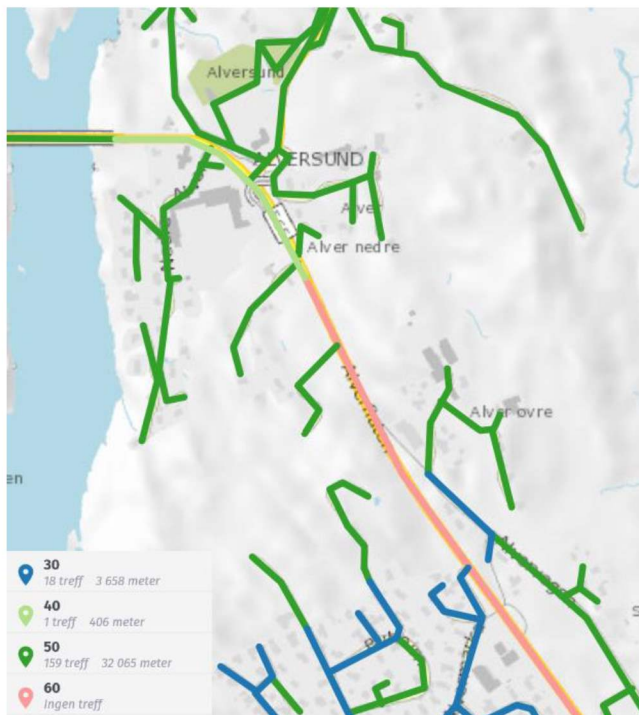 Alversund
ALVERSUND
Alver
Alver nedre
Alver øvre
en
30
18 treff 3 658 meter
40
1 treff 406 meter
50
159 treff 32 065 meter
60
Ingen treff